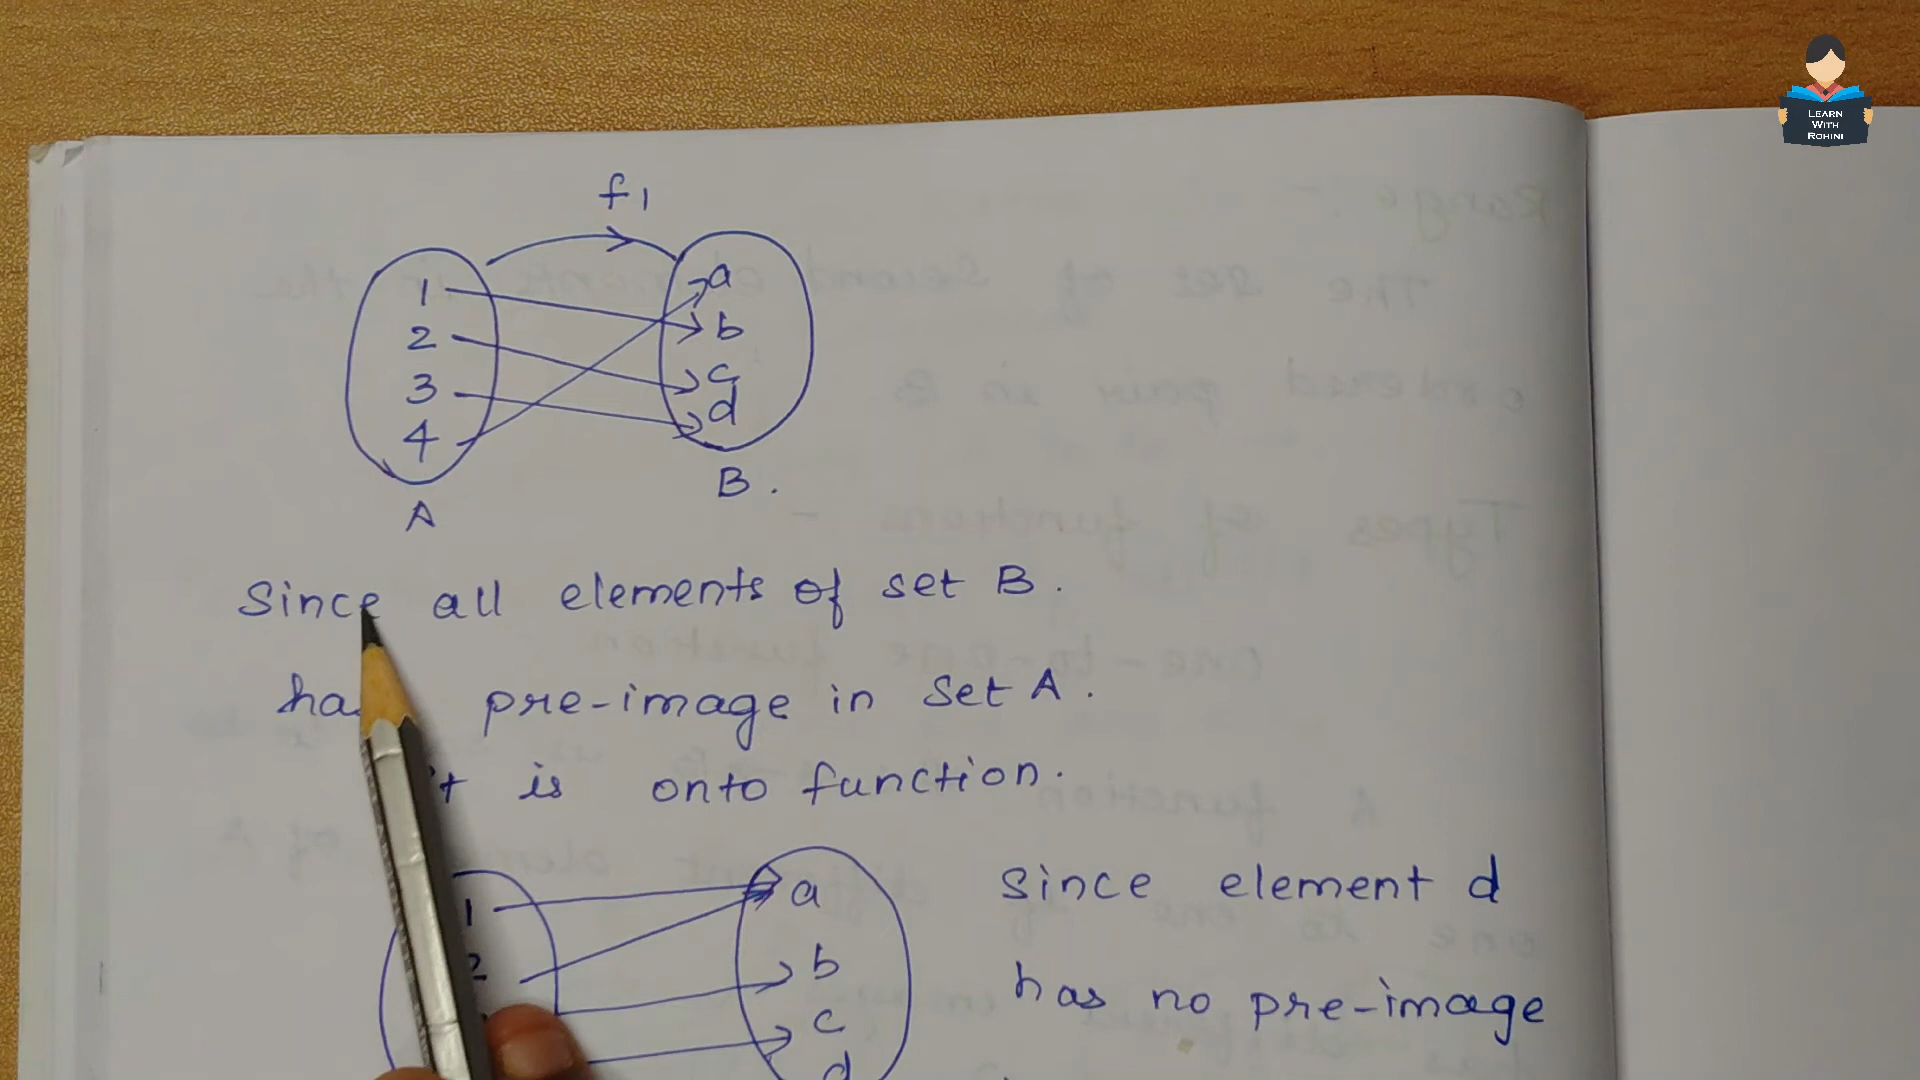 f1
1
2
3
4
a
b
c
d
A
B.
Since all elements of set B.
pre-image in set A.
is onto function.
1
2
a
b
c
d
Since element d
has no pre-image
LEARN
WITH
ROHINI